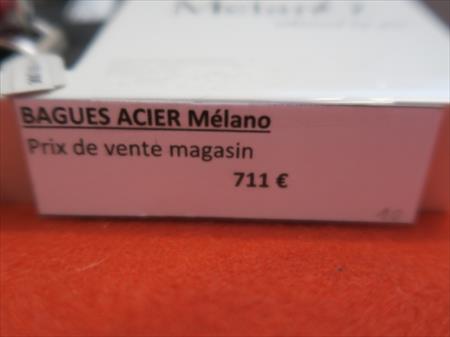 BAGUES ACIER Mélano
Prix de vente magasin
711 €